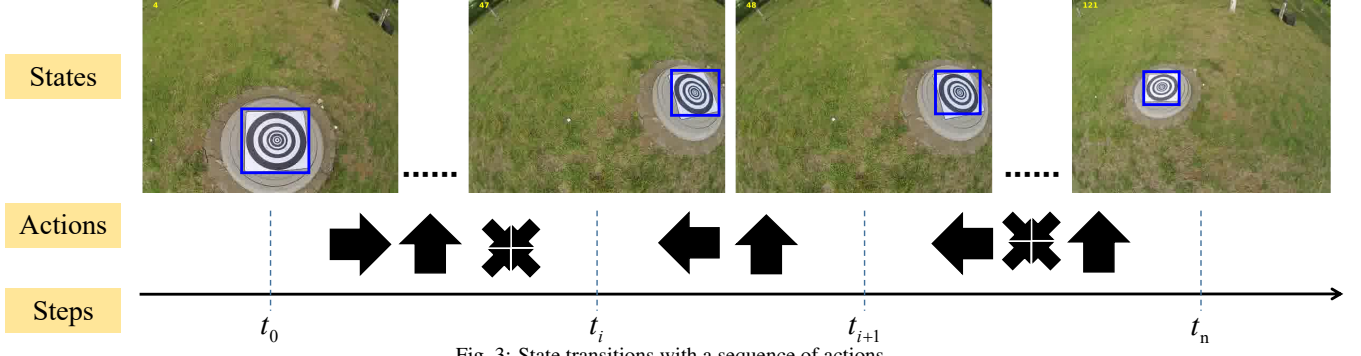 4
47
48
121
States
......
......
Actions
Steps
t0
ti
ti+1
tn
Fig. 3: State transitions with a sequence of actions